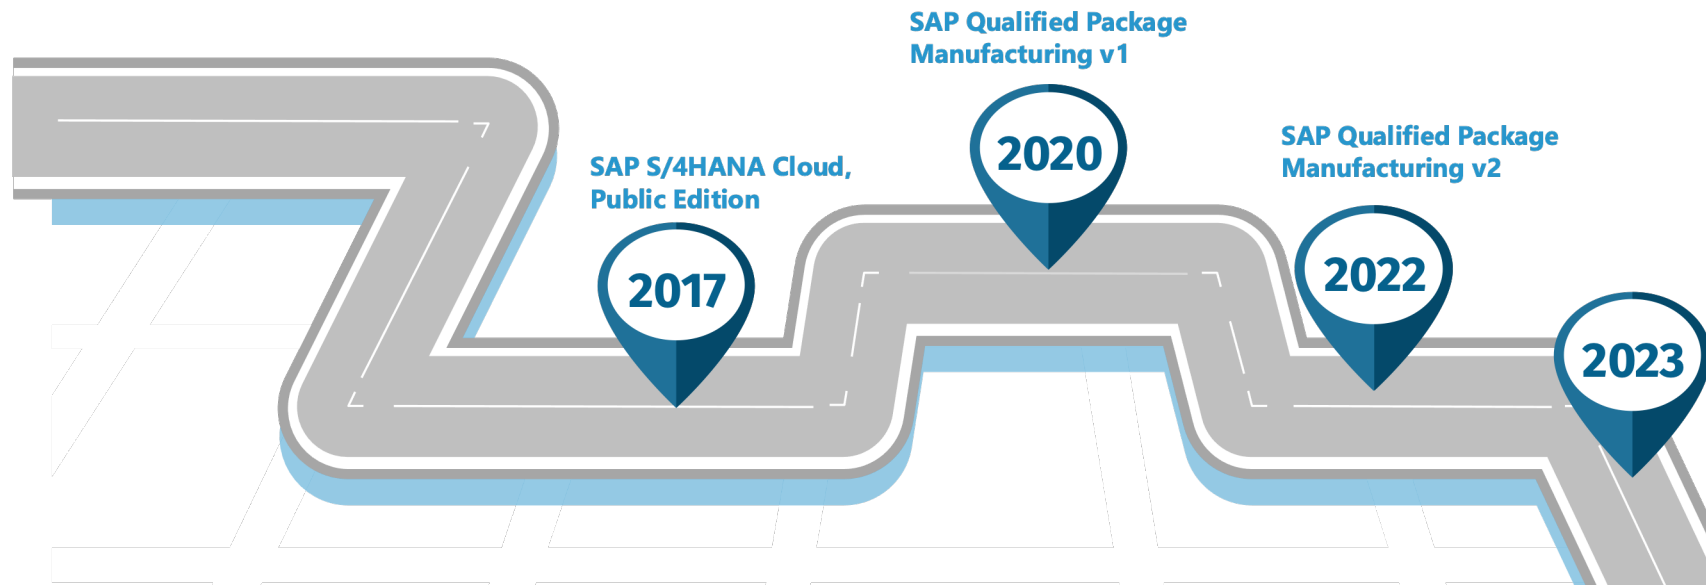 SAP S/4HANA Cloud,
Public Edition
2017
SAP Qualified Package
Manufacturing v1
2020
SAP Qualified Package
Manufacturing v2
2022
2023